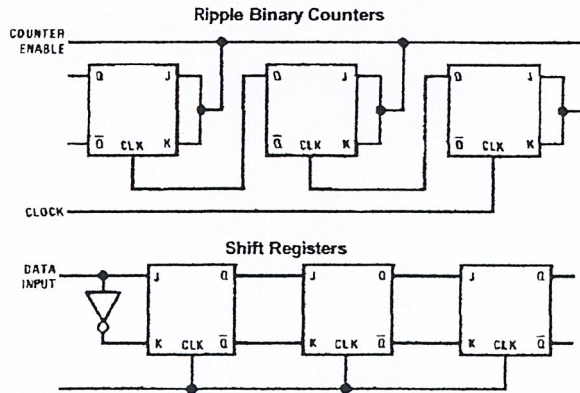 Ripple Binary Counters
COUNTER
ENABLE
Q J Q J Q J
Q̅ CLK K Q̅ CLK K Q̅ CLK K
CLOCK
Shift Registers
DATA
INPUT
J Q J Q J Q
K CLK Q̅ K CLK Q̅ K CLK Q̅